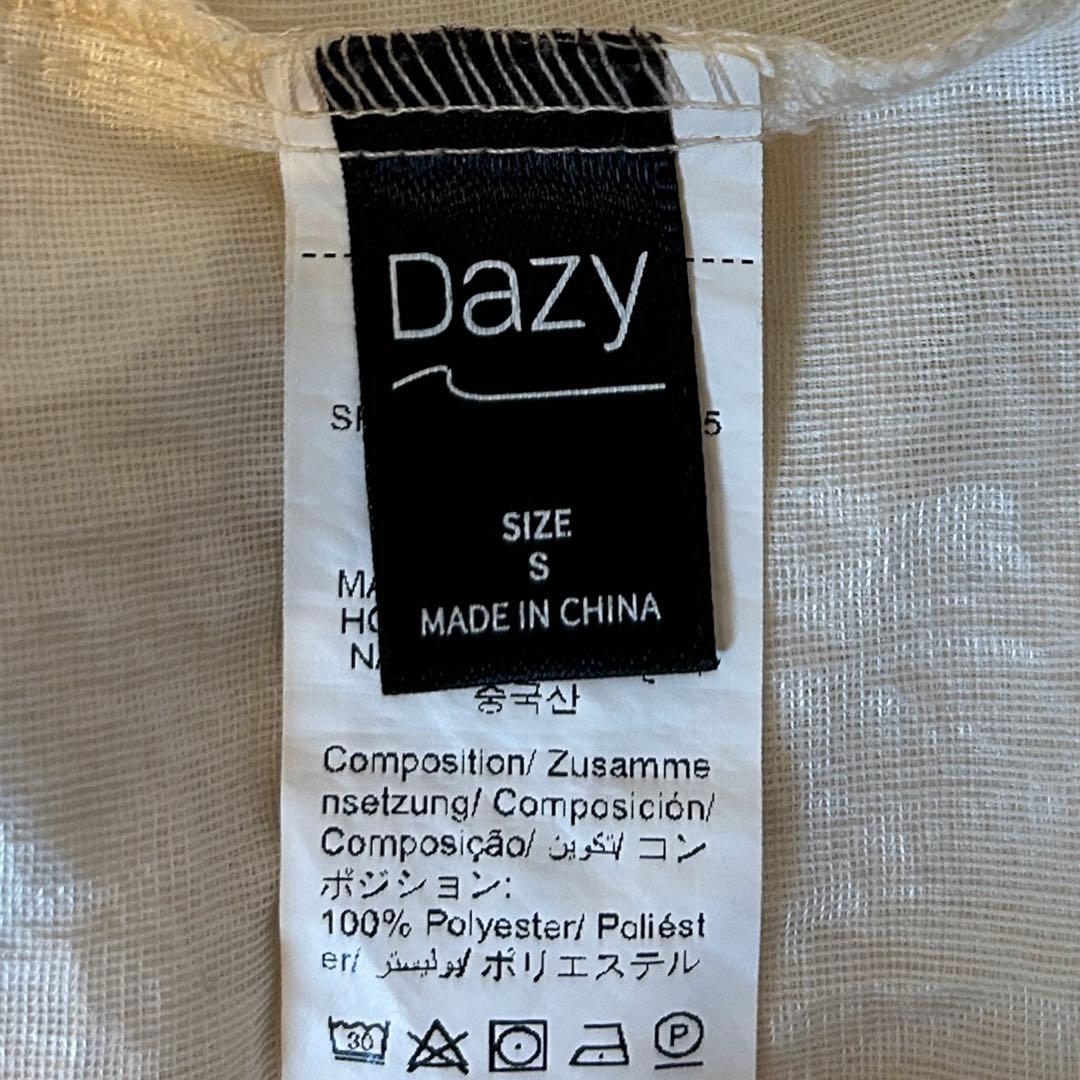 Dazy
SIZE
S
MADE IN CHINA
중국산
Composition/ Zusamme
nsetzung/ Composición/
Composição/ تكوين/ コン
ポジション:
100% Polyester/ Poliést
er/ بوليستر/ ポリエステル
30
P